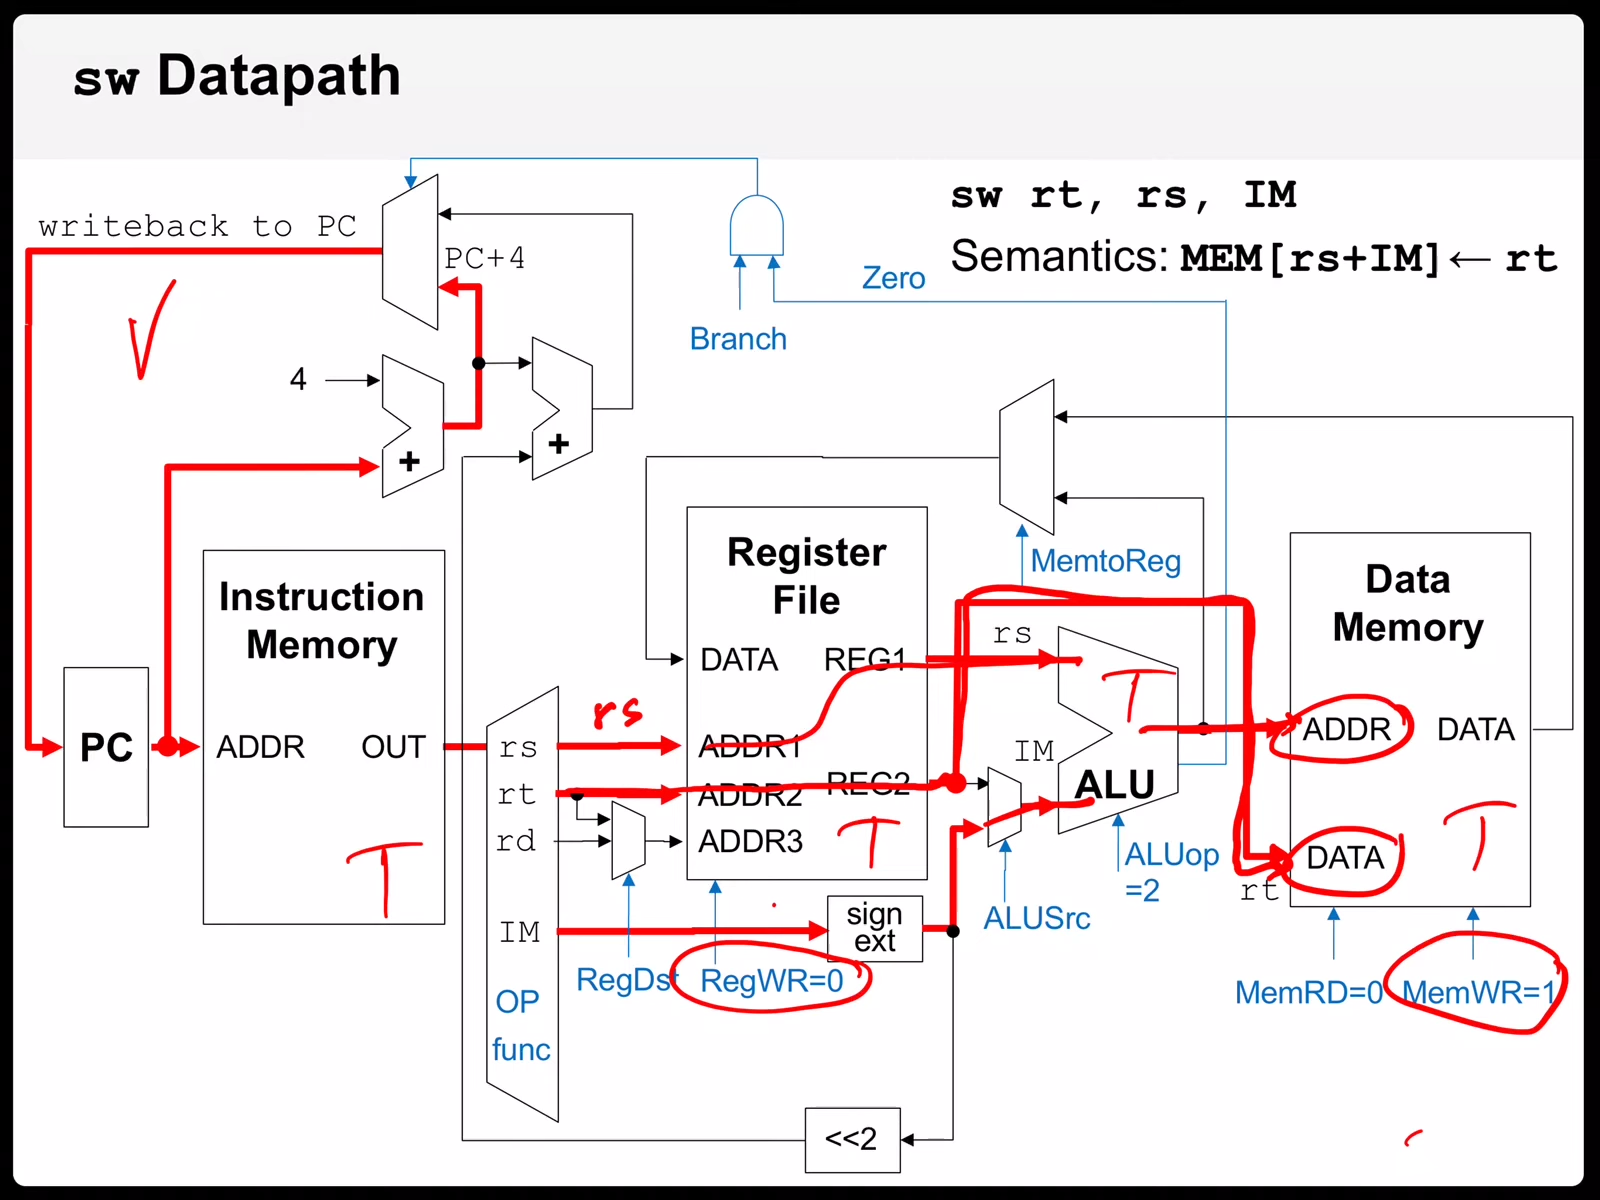 sw Datapath
sw rt, rs, IM
Semantics: MEM[rs+IM]← rt
writeback to PC
PC+4
Zero
Branch
4
+
+
MemtoReg
Register
File
Instruction
Memory
Data
Memory
rs
DATA
REG1
T
rs
PC
ADDR
OUT
rs
ADDR1
ADDR
DATA
IM
rt
ADDR2
REG2
ALU
rd
ADDR3
T
T
T
DATA
rt
ALUop
=2
ALUSrc
IM
sign
ext
RegDst
RegWR=0
MemRD=0
MemWR=1
OP
func
<<2